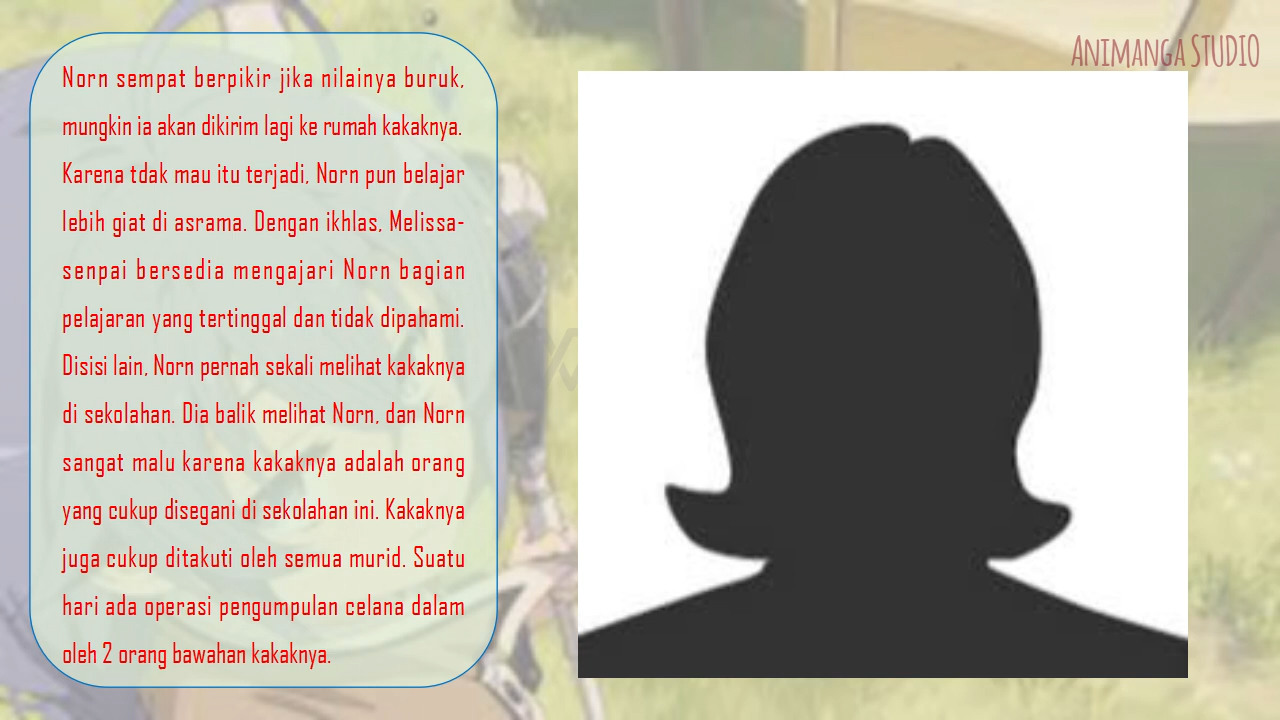 Animanga STUDIO
Norn sempat berpikir jika nilainya buruk,
mungkin ia akan dikirim lagi ke rumah kakaknya.
Karena tdak mau itu terjadi, Norn pun belajar
lebih giat di asrama. Dengan ikhlas, Melissa-
senpai bersedia mengajari Norn bagian
pelajaran yang tertinggal dan tidak dipahami.
Disisi lain, Norn pernah sekali melihat kakaknya
di sekolahan. Dia balik melihat Norn, dan Norn
sangat malu karena kakaknya adalah orang
yang cukup disegani di sekolahan ini. Kakaknya
juga cukup ditakuti oleh semua murid. Suatu
hari ada operasi pengumpulan celana dalam
oleh 2 orang bawahan kakaknya.